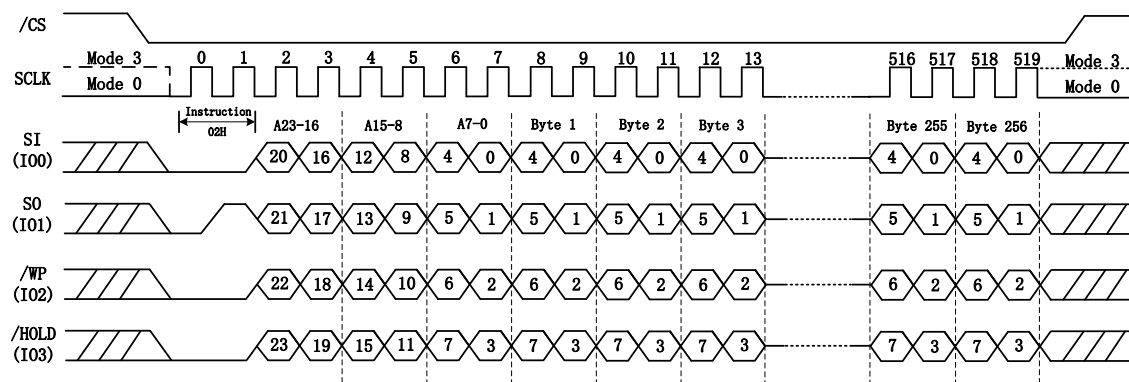 /CS
Mode 3 0 1 2 3 4 5 6 7 8 9 10 11 12 13 516 517 518 519 Mode 3
SCLK
Mode 0 Mode 0
Instruction
02H
A23-16 A15-8 A7-0 Byte 1 Byte 2 Byte 3 Byte 255 Byte 256
SI
(IO0)
20 16 12 8 4 0 4 0 4 0 4 0 4 0 4 0
SO
(IO1)
21 17 13 9 5 1 5 1 5 1 5 1 5 1 5 1
/WP
(IO2)
22 18 14 10 6 2 6 2 6 2 6 2 6 2 6 2
/HOLD
(IO3)
23 19 15 11 7 3 7 3 7 3 7 3 7 3 7 3